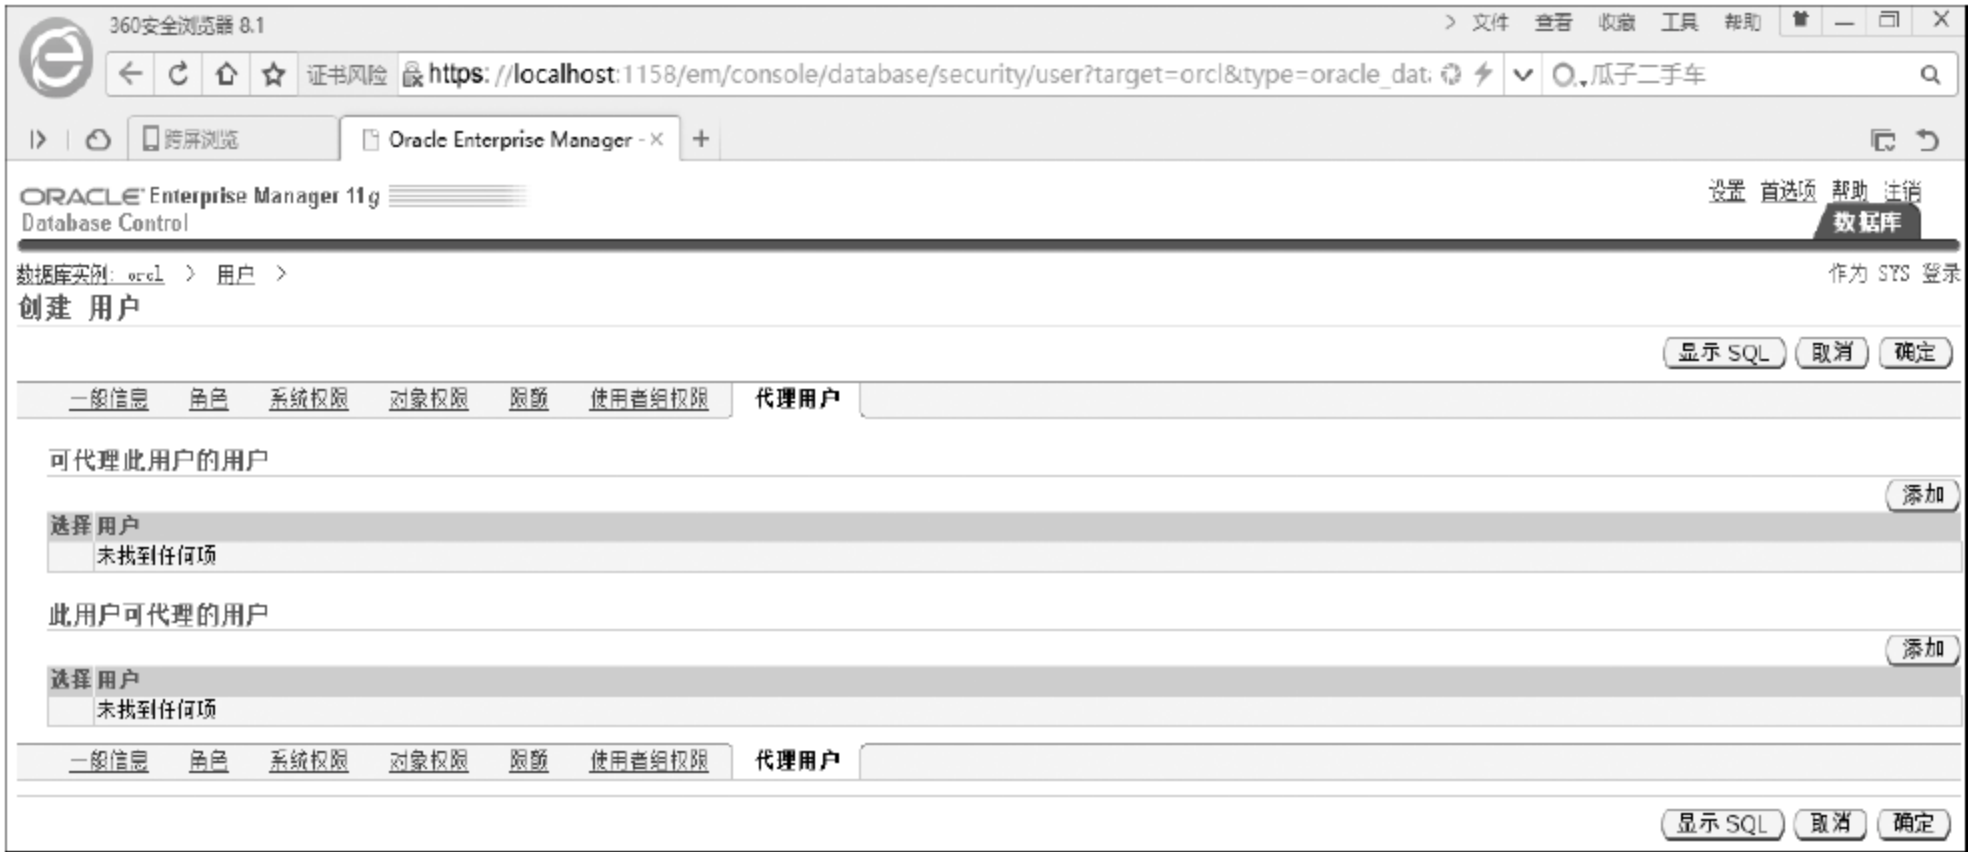 360安全浏览器 8.1
> 文件 查看 收藏 工具 帮助
证书风险 https://localhost:1158/em/console/database/security/user?target=orcl&type=oracle_dat 瓜子二手车
跨屏浏览 Oracle Enterprise Manager - × +
ORACLE Enterprise Manager 11g
Database Control
设置 首选项 帮助 注销
数据库
数据库实例: orcl > 用户 >
作为 SYS 登录
创建 用户
显示 SQL 取消 确定
一般信息 角色 系统权限 对象权限 限额 使用者组权限 代理用户
可代理此用户的用户
添加
选择 用户
未找到任何项
此用户可代理的用户
添加
选择 用户
未找到任何项
一般信息 角色 系统权限 对象权限 限额 使用者组权限 代理用户
显示 SQL 取消 确定